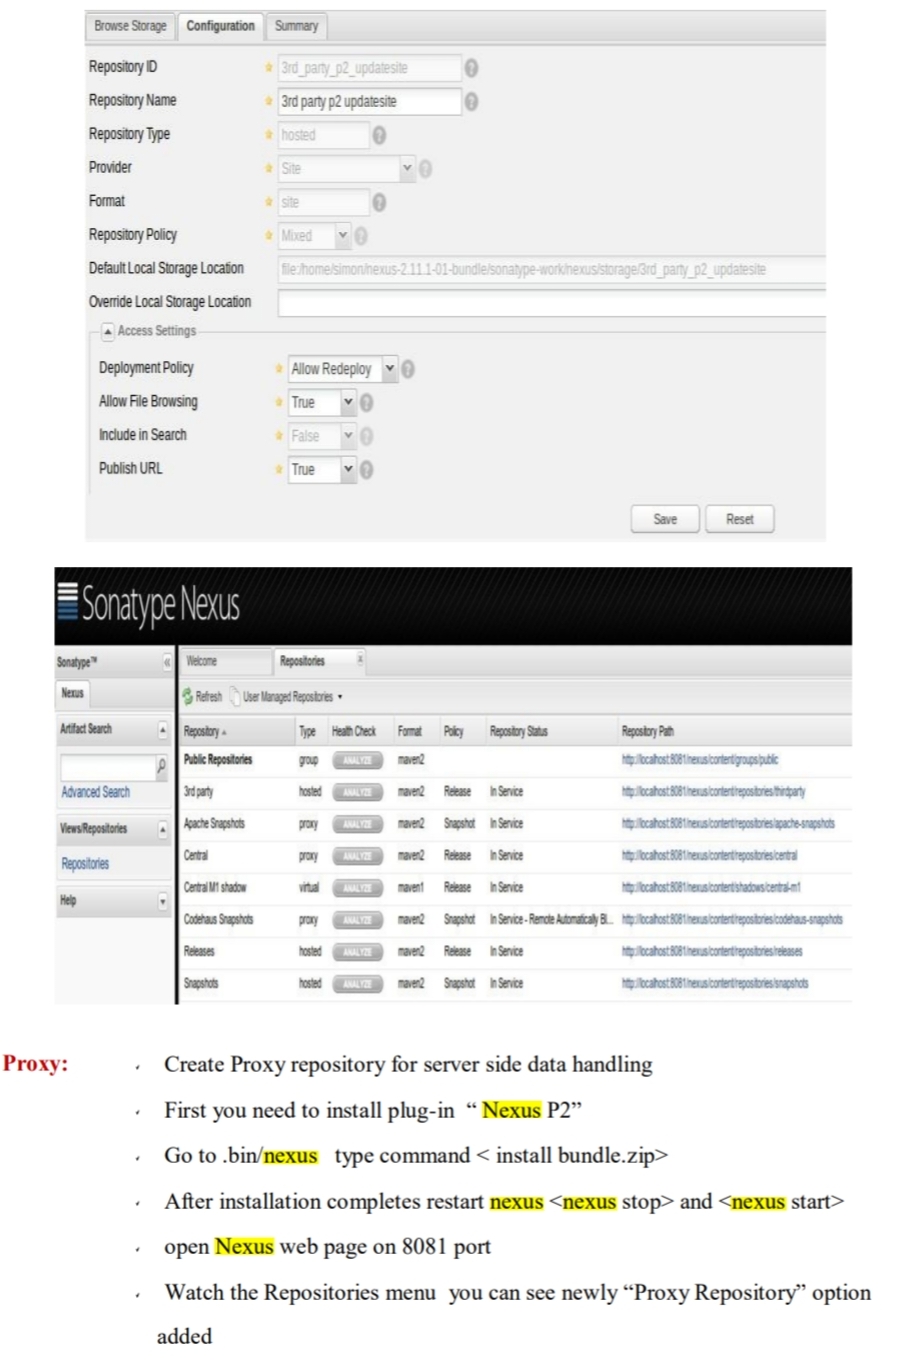 Browse Storage Configuration Summary
Repository ID 3rd_party_p2_updatesite
Repository Name 3rd party p2 updatesite
Repository Type hosted
Provider Site
Format site
Repository Policy Mixed
Default Local Storage Location file:/home/simon/nexus-2.11.1-01-bundle/sonatype-work/nexus/storage/3rd_party_p2_updatesite
Override Local Storage Location
Access Settings
Deployment Policy Allow Redeploy
Allow File Browsing True
Include in Search False
Publish URL True
Save Reset
Sonatype Nexus
Sonatype™ Welcome Repositories
Nexus Refresh User Managed Repositories
Artifact Search Repository Type Health Check Format Policy Repository Status Repository Path
Public Repositories group ANALYZE maven2 http://localhost:8081/nexus/content/groups/public
Advanced Search 3rd party hosted ANALYZE maven2 Release In Service http://localhost:8081/nexus/content/repositories/thirdparty
Views/Repositories Apache Snapshots proxy ANALYZE maven2 Snapshot In Service http://localhost:8081/nexus/content/repositories/apache-snapshots
Repositories Central proxy ANALYZE maven2 Release In Service http://localhost:8081/nexus/content/repositories/central
Help Central M1 shadow virtual ANALYZE maven1 Release In Service http://localhost:8081/nexus/content/shadows/central-m1
Codehaus Snapshots proxy ANALYZE maven2 Snapshot In Service - Remote Automatically Bl... http://localhost:8081/nexus/content/repositories/codehaus-snapshots
Releases hosted ANALYZE maven2 Release In Service http://localhost:8081/nexus/content/repositories/releases
Snapshots hosted ANALYZE maven2 Snapshot In Service http://localhost:8081/nexus/content/repositories/snapshots
Proxy: Create Proxy repository for server side data handling
First you need to install plug-in “ Nexus P2”
Go to .bin/nexus type command < install bundle.zip>
After installation completes restart nexus <nexus stop> and <nexus start>
open Nexus web page on 8081 port
Watch the Repositories menu you can see newly “Proxy Repository” option
added